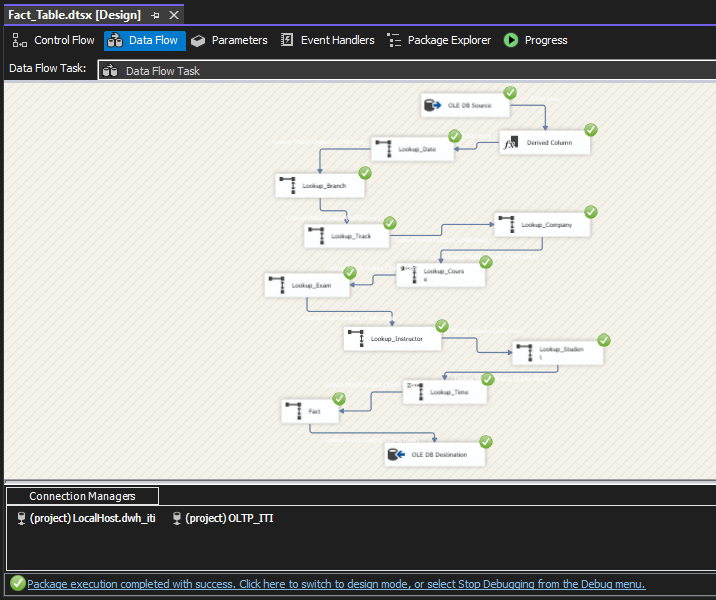 Fact_Table.dtsx [Design]
Control Flow Data Flow Parameters Event Handlers Package Explorer Progress
Data Flow Task: Data Flow Task
OLE DB Source
Derived Column
Lookup_Date
Lookup_Branch
Lookup_Track
Lookup_Company
Lookup_Cours
e
Lookup_Exam
Lookup_Instructor
Lookup_Studen
t
Lookup_Time
Fact
OLE DB Destination
Connection Managers
(project) LocalHost.dwh_iti (project) OLTP_ITI
Package execution completed with success. Click here to switch to design mode, or select Stop Debugging from the Debug menu.